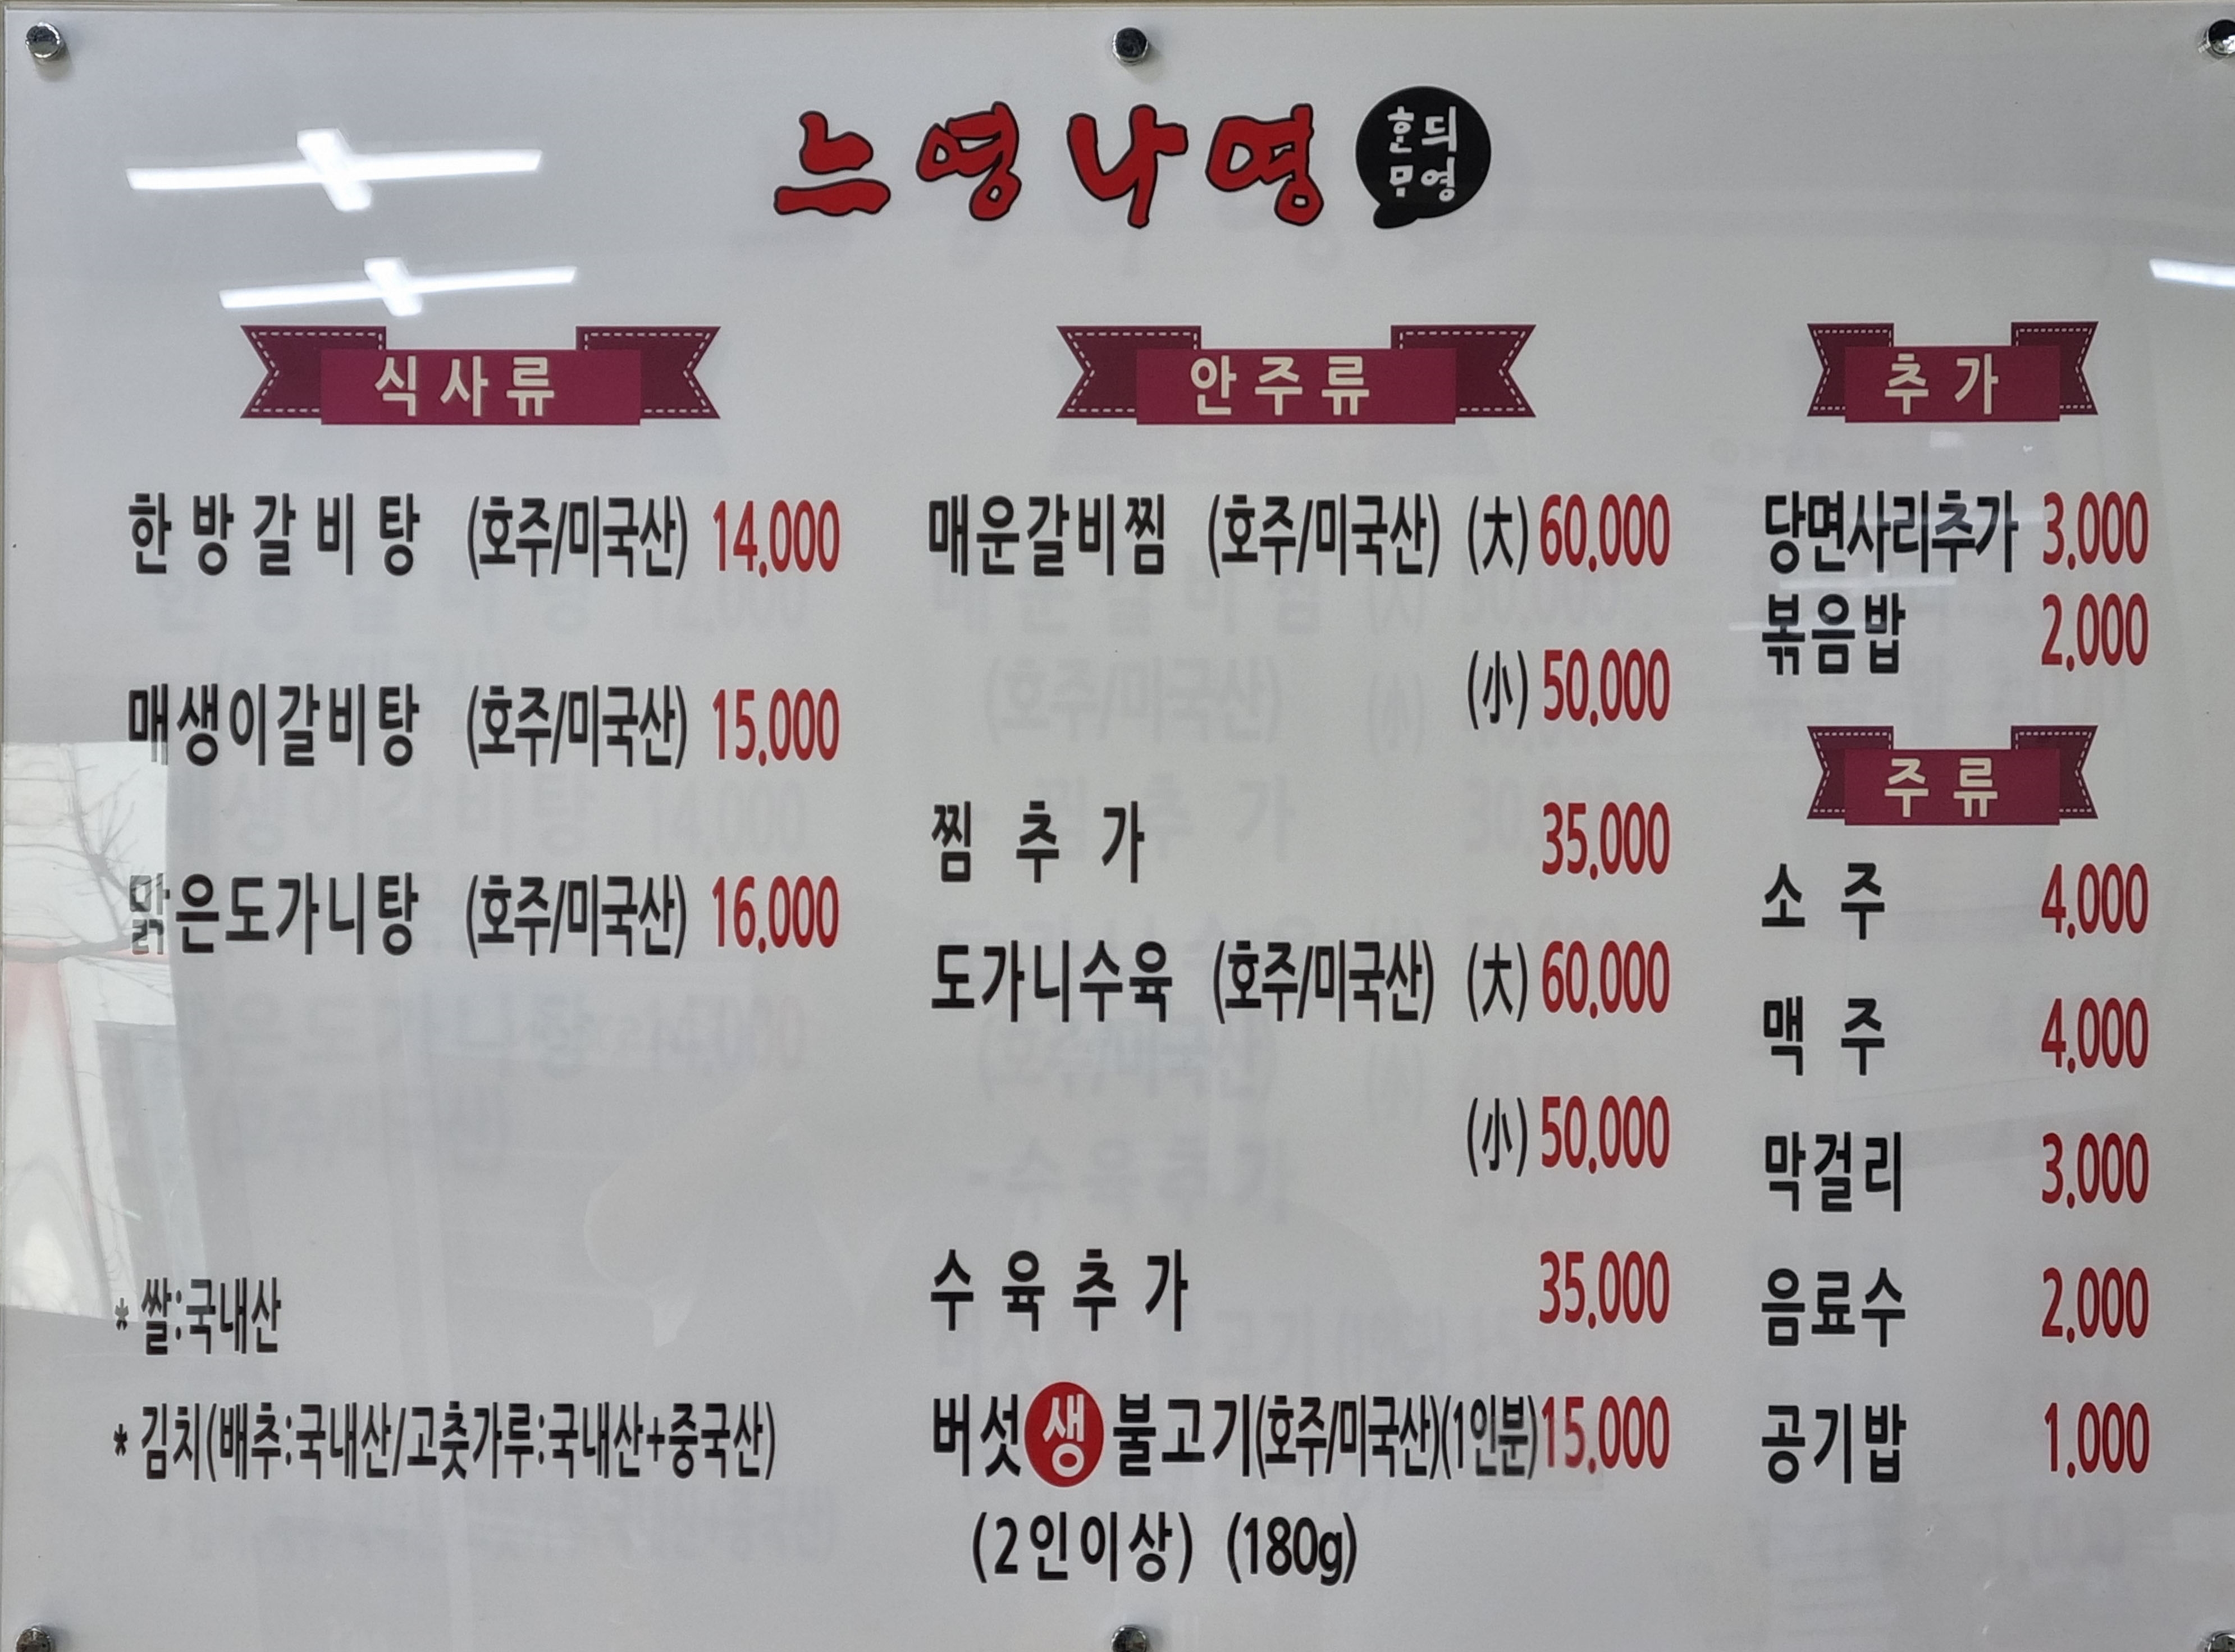 느영나영 혼듸 모영
식사류
한방갈비탕 (호주/미국산) 14.000
매생이갈비탕 (호주/미국산) 15.000
맑은도가니탕 (호주/미국산) 16.000
* 쌀:국내산
* 김치(배추:국내산/고춧가루:국내산+중국산)
안주류
매운갈비찜 (호주/미국산) (大) 60.000
(小) 50.000
찜추가 35.000
도가니수육 (호주/미국산) (大) 60.000
(小) 50.000
수육추가 35.000
버섯생불고기(호주/미국산)(1인분)15.000
(2인이상) (180g)
추가
당면사리추가 3.000
볶음밥 2.000
주류
소주 4.000
맥주 4.000
막걸리 3.000
음료수 2.000
공기밥 1.000